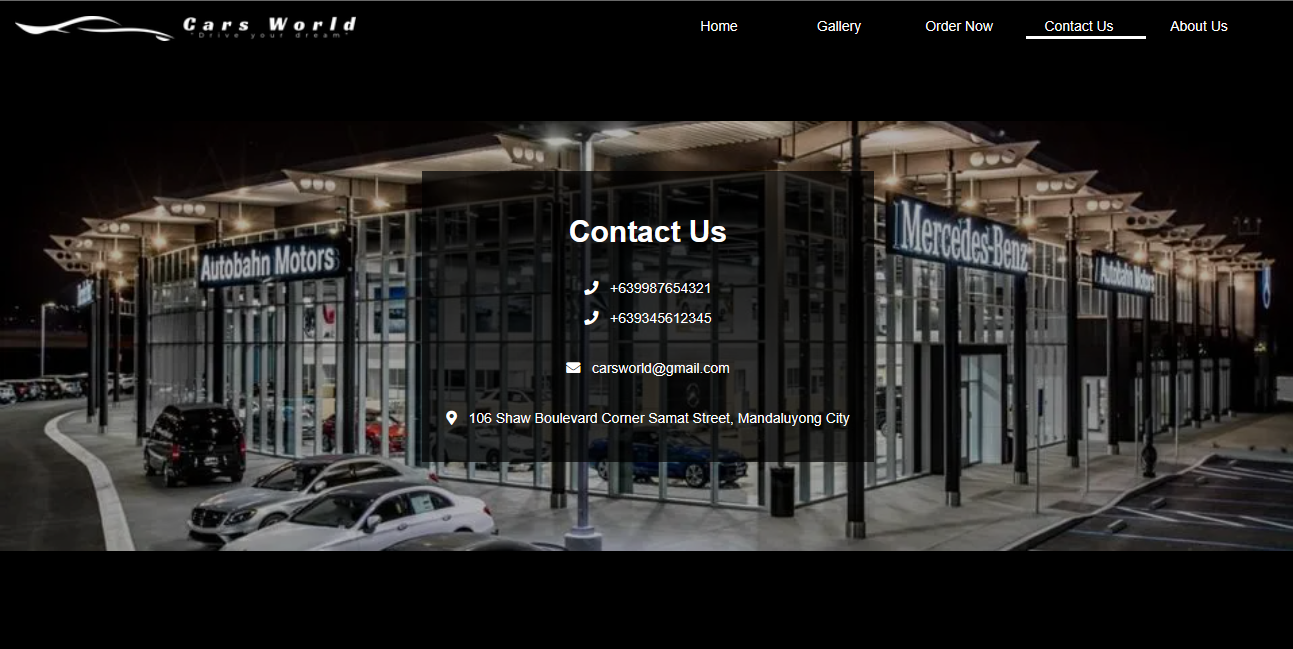 Cars World
"Drive your dream"
Home
Gallery
Order Now
Contact Us
About Us
Autobahn Motors
Mercedes-Benz
Autobahn Motors
Contact Us
+639987654321
+639345612345
carsworld@gmail.com
106 Shaw Boulevard Corner Samat Street, Mandaluyong City